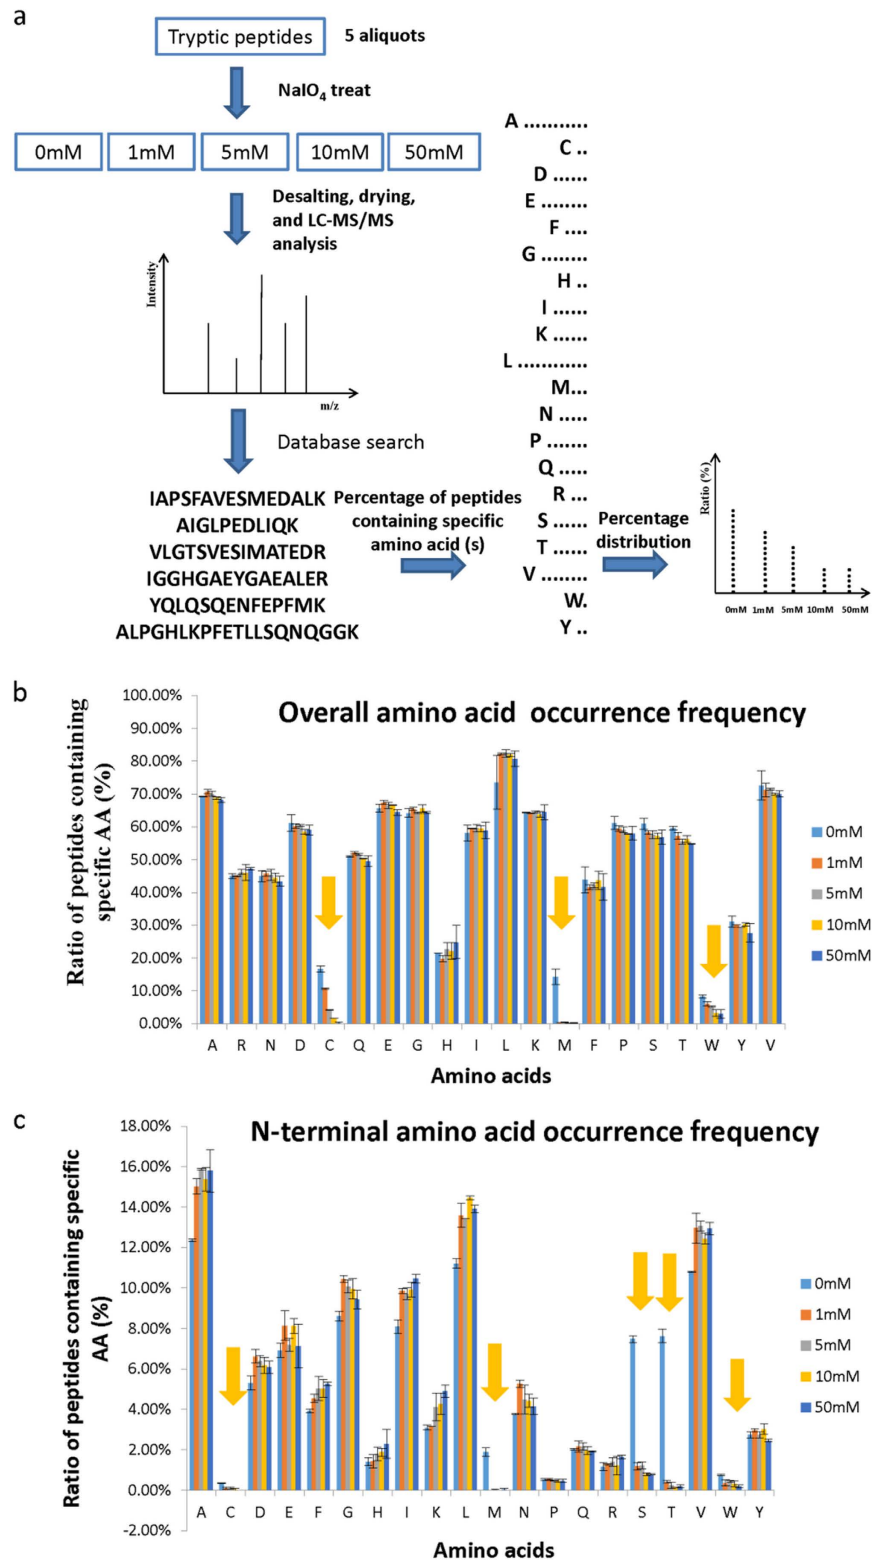 a
Tryptic peptides
5 aliquots
NaIO4 treat
0mM
1mM
5mM
10mM
50mM
Desalting, drying,
and LC-MS/MS
analysis
Intensity
m/z
Database search
IAPSFAVESMEDALK
AIGLPEDLIQK
VLGTSVESIMATEDR
IGGHGAEYGAEALER
YQLQSQENFEPFMK
ALPGHLKPFETLLSQNQGGK
Percentage of peptides
containing specific
amino acid (s)
A ...........
C ..
D ......
E ........
F ....
G ........
H ..
I ......
K ......
L ............
M...
N .....
P .......
Q .....
R ...
S ......
T ......
V ........
W.
Y ..
Percentage
distribution
Ratio (%)
0mM 1mM 5mM 10mM 50mM
b
Overall amino acid occurrence frequency
Ratio of peptides containing
specific AA (%)
100.00%
90.00%
80.00%
70.00%
60.00%
50.00%
40.00%
30.00%
20.00%
10.00%
0.00%
A R N D C Q E G H I L K M F P S T W Y V
Amino acids
0mM
1mM
5mM
10mM
50mM
c
N-terminal amino acid occurrence frequency
Ratio of peptides containing specific
AA (%)
18.00%
16.00%
14.00%
12.00%
10.00%
8.00%
6.00%
4.00%
2.00%
0.00%
-2.00%
A C D E F G H I K L M N P Q R S T V W Y
Amino acids
0mM
1mM
5mM
10mM
50mM